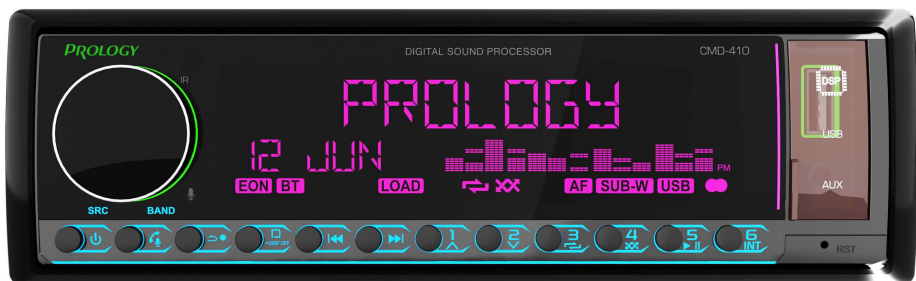 PROLOGY
DIGITAL SOUND PROCESSOR
CMD-410
IR
DSP
USB
PROLOGY
12 JUN
PM
EON BT LOAD AF SUB-W USB
AUX
SRC BAND
D
DSP OFF
1 2 3 4 5 6
INT
RST